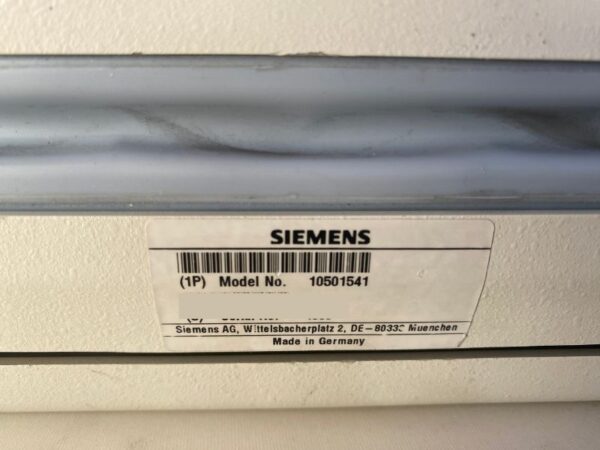 SIEMENS
(1P) Model No. 10501541
Siemens AG, Wittelsbacherplatz 2, DE-80333 Muenchen
Made in Germany